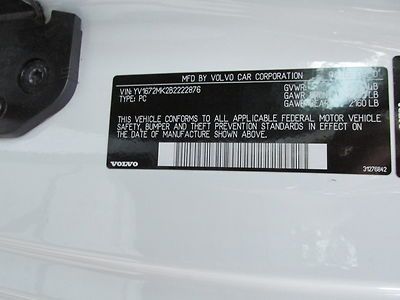 MFD BY VOLVO CAR CORPORATION
VIN: YV1672MK2B2222876
TYPE: PC
GVWR
GAWR
GAWR 2160 LB
THIS VEHICLE CONFORMS TO ALL APPLICABLE FEDERAL MOTOR VEHICLE
SAFETY, BUMPER AND THEFT PREVENTION STANDARDS IN EFFECT ON
THE DATE OF MANUFACTURE SHOWN ABOVE.
VOLVO
31276842